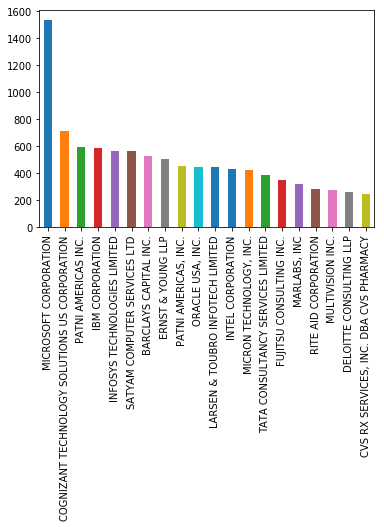 1600
1400
1200
1000
800
600
400
200
0
MICROSOFT CORPORATION
COGNIZANT TECHNOLOGY SOLUTIONS US CORPORATION
PATNI AMERICAS INC.
IBM CORPORATION
INFOSYS TECHNOLOGIES LIMITED
SATYAM COMPUTER SERVICES LTD
BARCLAYS CAPITAL INC.
ERNST & YOUNG LLP
PATNI AMERICAS, INC.
ORACLE USA, INC.
LARSEN & TOUBRO INFOTECH LIMITED
INTEL CORPORATION
MICRON TECHNOLOGY, INC.
TATA CONSULTANCY SERVICES LIMITED
FUJITSU CONSULTING INC.
MARLABS, INC
RITE AID CORPORATION
MULTIVISION INC.
DELOITTE CONSULTING LLP
CVS RX SERVICES, INC. DBA CVS PHARMACY